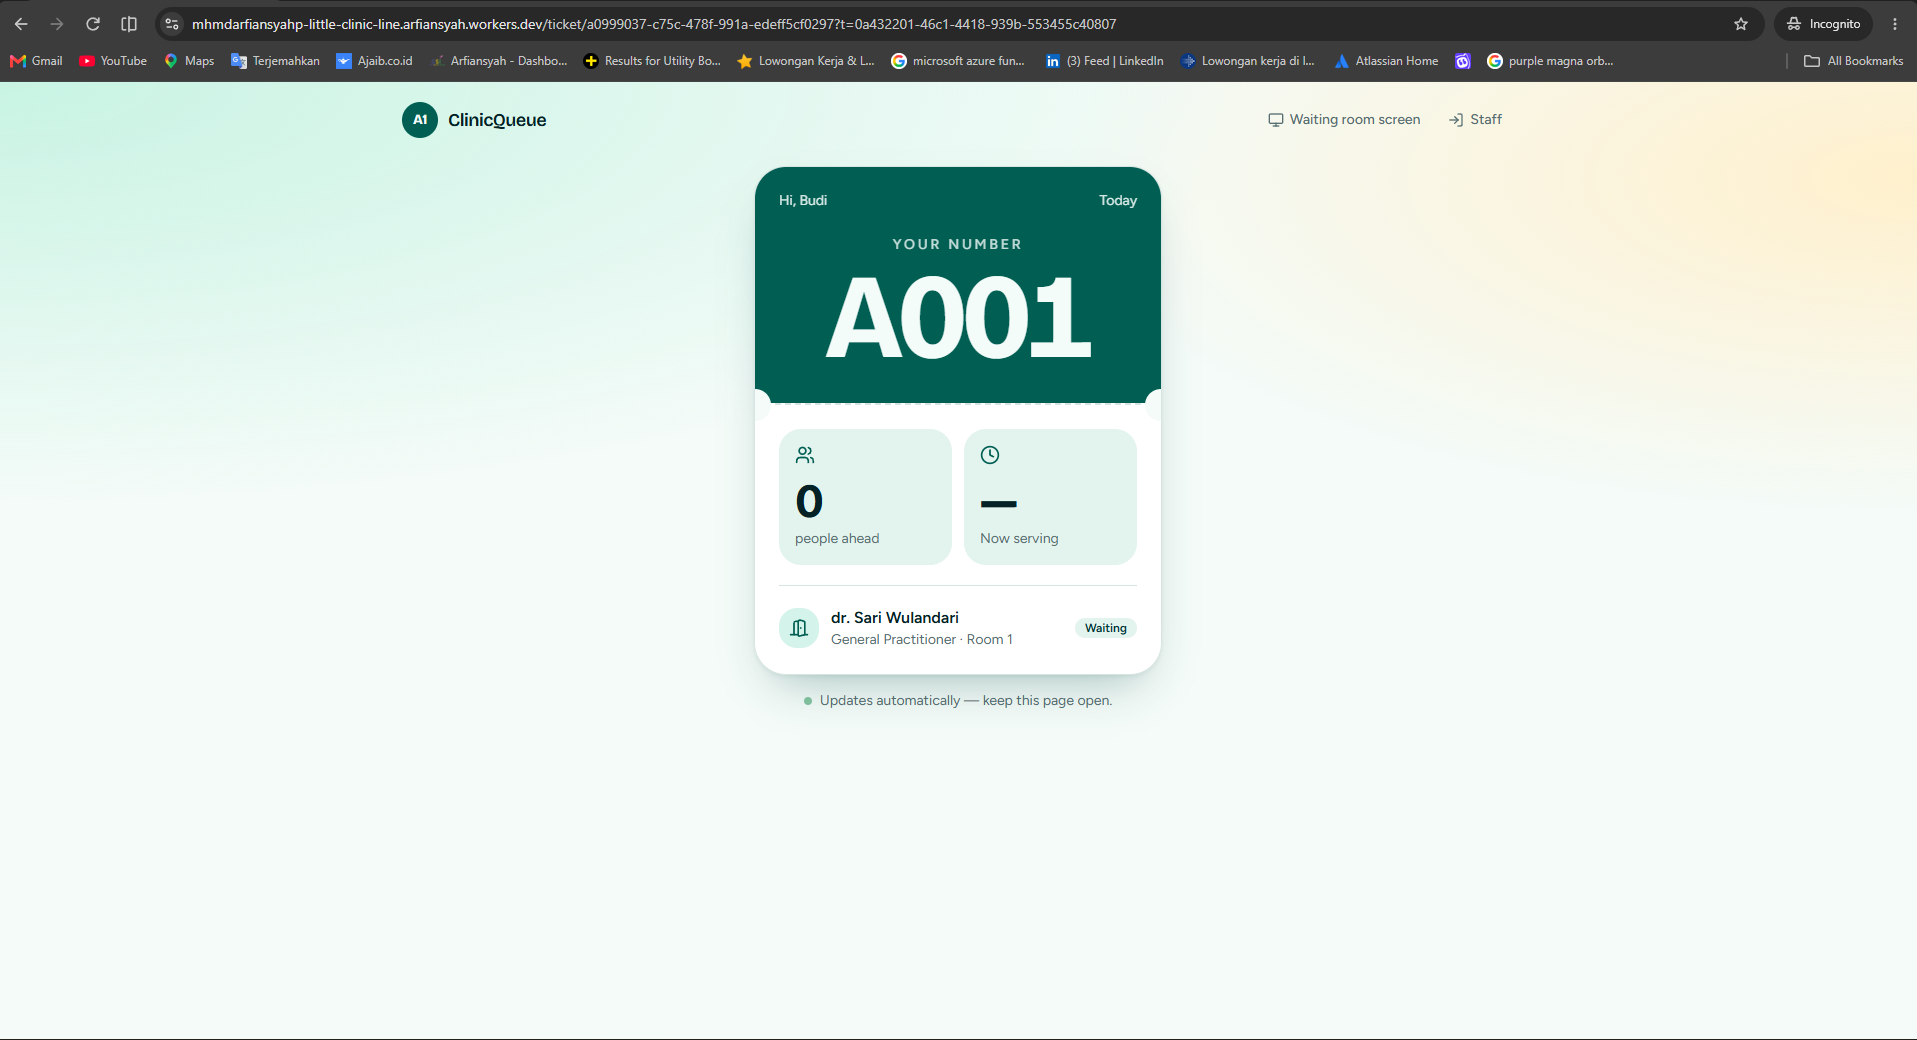 mhmdarfiansyahp-little-clinic-line.arfiansyah.workers.dev/ticket/a0999037-c75c-478f-991a-edeff5cf0297?t=0a432201-46c1-4418-939b-553455c40807
Incognito
Gmail YouTube Maps Terjemahkan Ajaib.co.id Arfiansyah - Dashbo... Results for Utility Bo... Lowongan Kerja & L... microsoft azure fun... (3) Feed | LinkedIn Lowongan kerja di I... Atlassian Home purple magna orb... All Bookmarks
A1 ClinicQueue Waiting room screen Staff
Hi, Budi Today
YOUR NUMBER
A001
0 —
people ahead Now serving
dr. Sari Wulandari
General Practitioner · Room 1 Waiting
Updates automatically — keep this page open.